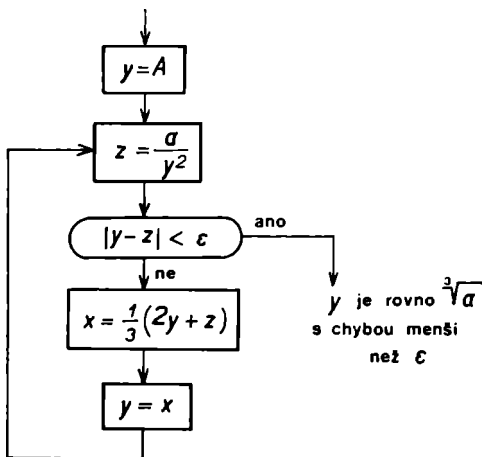 y = A
z = a / y²
|y - z| < ε
ano
ne
x = 1/3 (2y + z)
y = x
y je rovno ∛a
s chybou menší
než ε